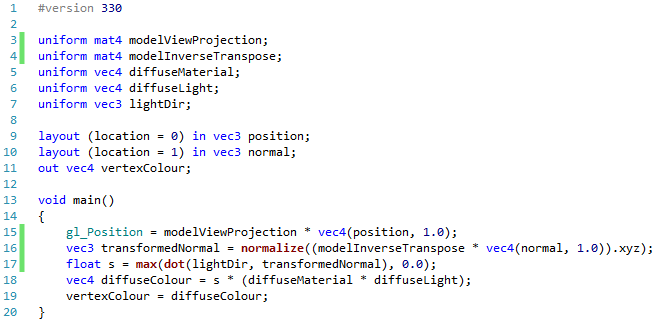 1 #version 330
2
3 uniform mat4 modelViewProjection;
4 uniform mat4 modelInverseTranspose;
5 uniform vec4 diffuseMaterial;
6 uniform vec4 diffuseLight;
7 uniform vec3 lightDir;
8
9 layout (location = 0) in vec3 position;
10 layout (location = 1) in vec3 normal;
11 out vec4 vertexColour;
12
13 void main()
14 {
15     gl_Position = modelViewProjection * vec4(position, 1.0);
16     vec3 transformedNormal = normalize((modelInverseTranspose * vec4(normal, 1.0)).xyz);
17     float s = max(dot(lightDir, transformedNormal), 0.0);
18     vec4 diffuseColour = s * (diffuseMaterial * diffuseLight);
19     vertexColour = diffuseColour;
20 }